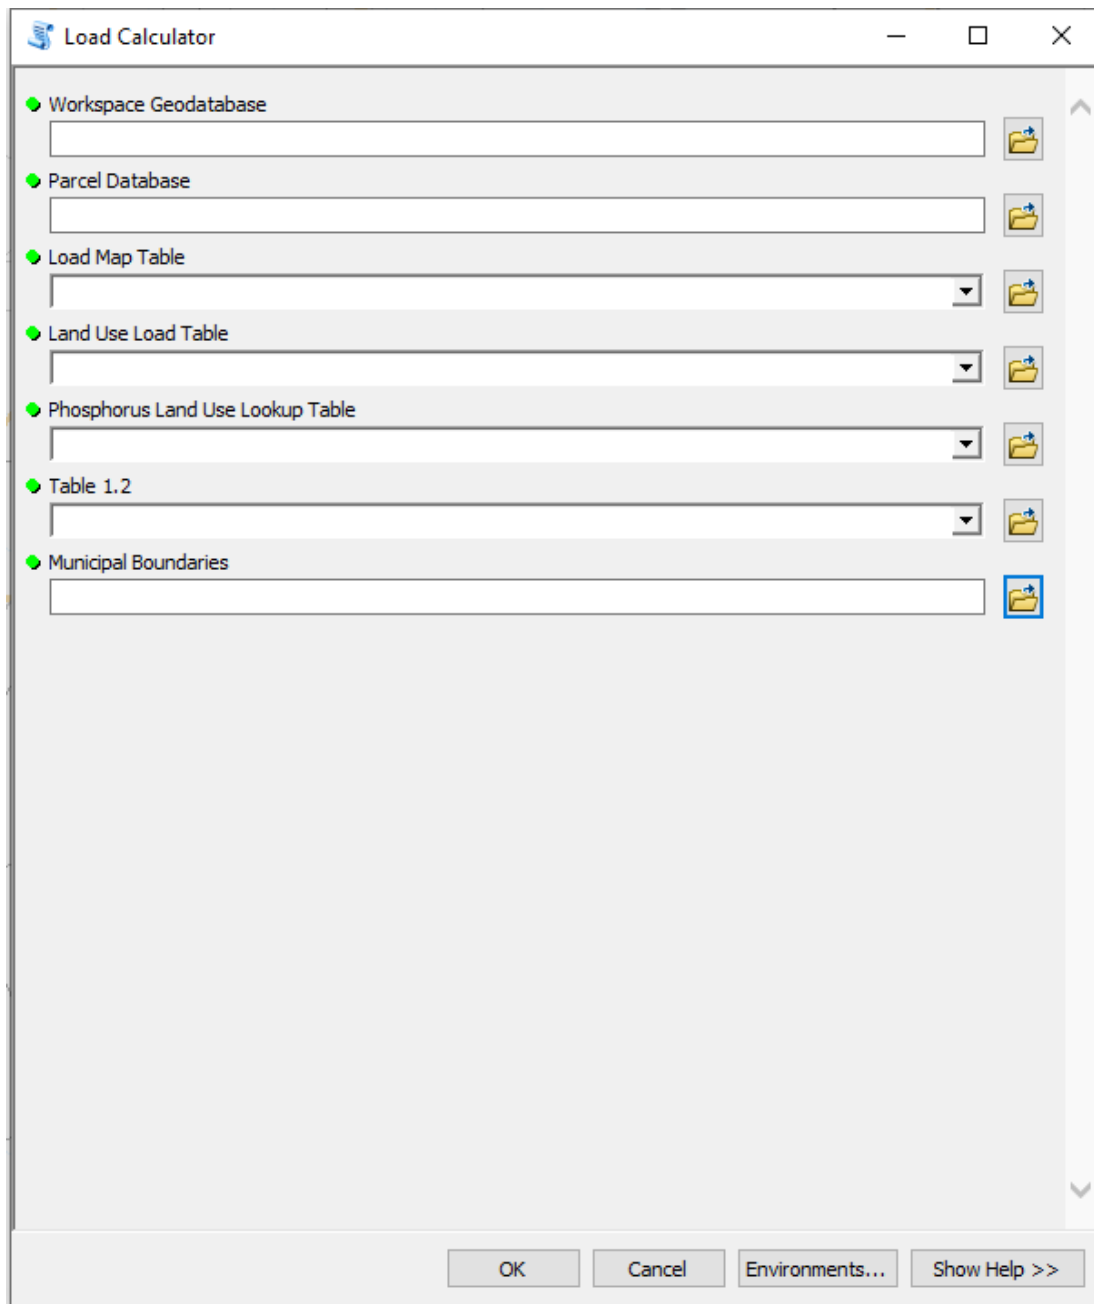 Load Calculator
Workspace Geodatabase
Parcel Database
Load Map Table
Land Use Load Table
Phosphorus Land Use Lookup Table
Table 1.2
Municipal Boundaries
OK Cancel Environments... Show Help >>